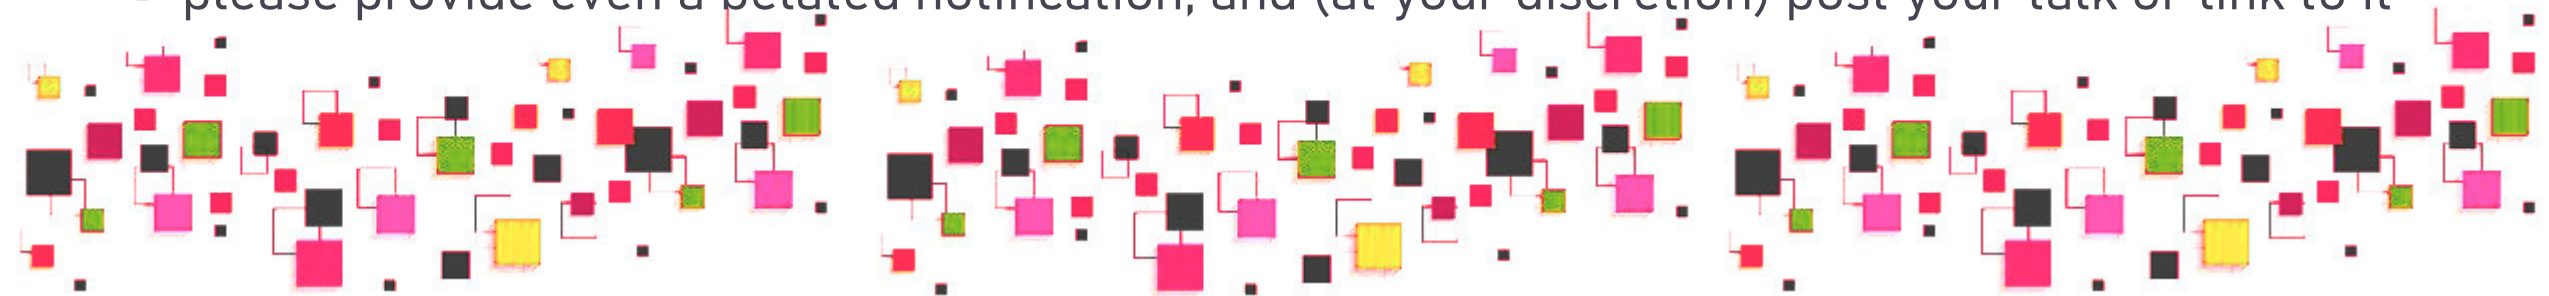 please provide even a belated notification, and (at your discretion) post your talk or link to it